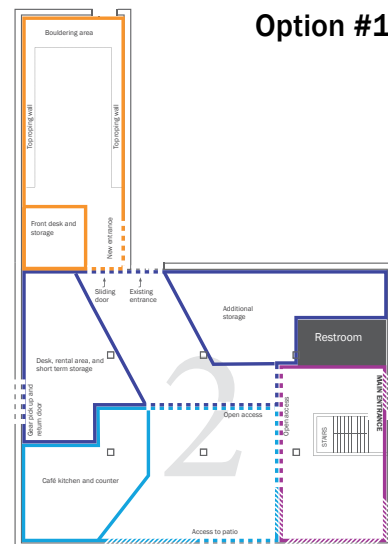 Option #1
Bouldering area
Toproping wall
Toproping wall
Front desk and
storage
New entrance
Sliding
door
Existing
entrance
Additional
storage
Restroom
Desk, rental area, and
short term storage
2
Gear pick up and
return door
Open access
Open access
MAIN ENTRANCE
STAIRS
Café kitchen and counter
Access to patio